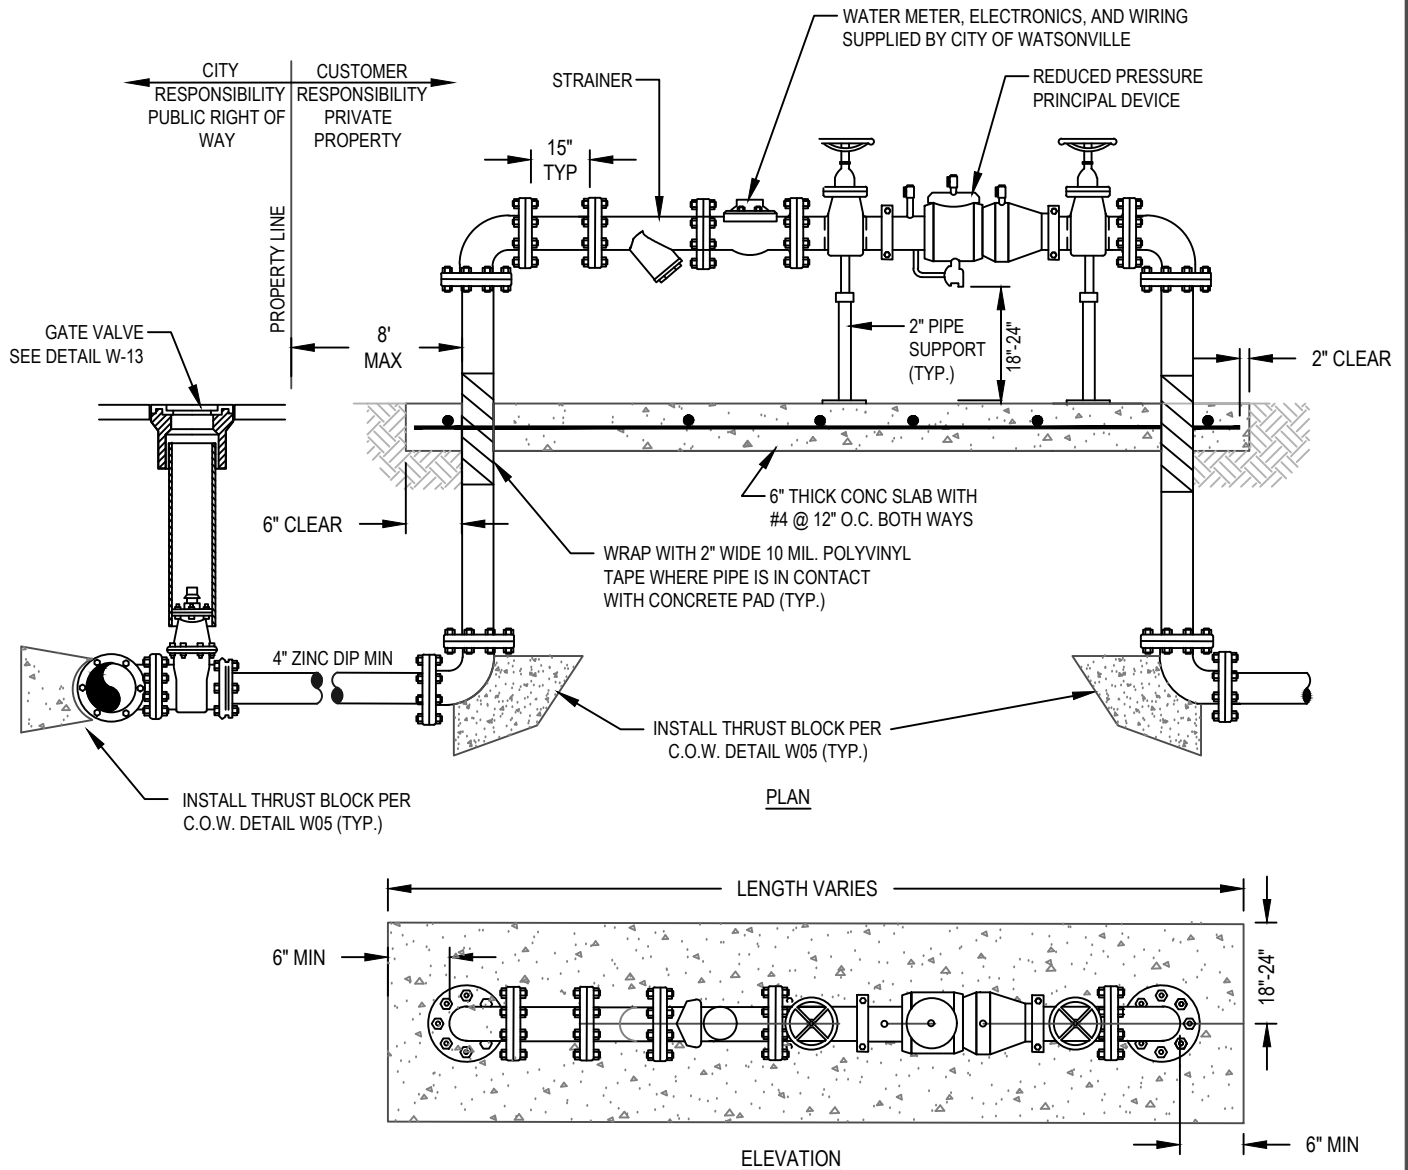 WATER METER, ELECTRONICS, AND WIRING
SUPPLIED BY CITY OF WATSONVILLE
CITY
RESPONSIBILITY
PUBLIC RIGHT OF
WAY
CUSTOMER
RESPONSIBILITY
PRIVATE
PROPERTY
STRAINER
REDUCED PRESSURE
PRINCIPAL DEVICE
15"
TYP
PROPERTY LINE
GATE VALVE
SEE DETAIL W-13
8'
MAX
2" PIPE
SUPPORT
(TYP.)
18"-24"
2" CLEAR
6" CLEAR
6" THICK CONC SLAB WITH
#4 @ 12" O.C. BOTH WAYS
WRAP WITH 2" WIDE 10 MIL. POLYVINYL
TAPE WHERE PIPE IS IN CONTACT
WITH CONCRETE PAD (TYP.)
4" ZINC DIP MIN
INSTALL THRUST BLOCK PER
C.O.W. DETAIL W05 (TYP.)
INSTALL THRUST BLOCK PER
C.O.W. DETAIL W05 (TYP.)
PLAN
LENGTH VARIES
6" MIN
18"-24"
6" MIN
ELEVATION